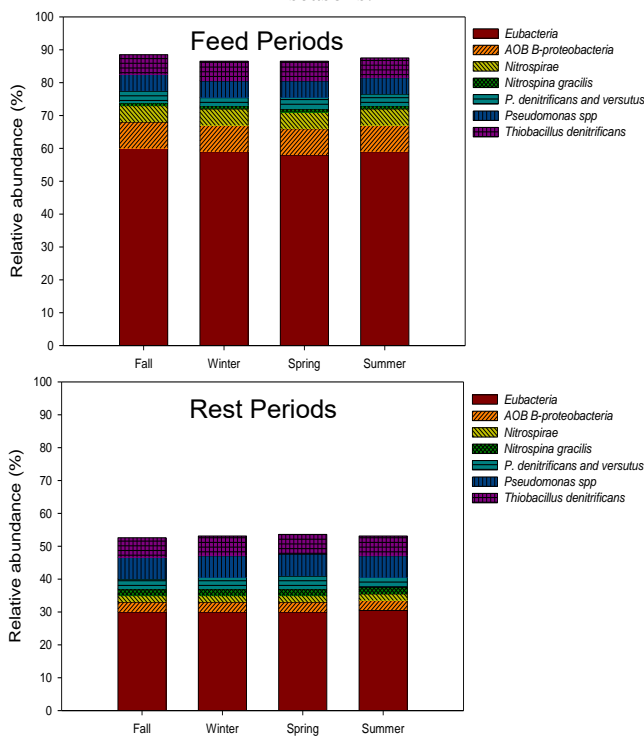 Feed Periods
Relative abundance (%)
100
90
80
70
60
50
40
30
20
10
0
Fall Winter Spring Summer
Eubacteria
AOB B-proteobacteria
Nitrospirae
Nitrospina gracilis
P. denitrificans and versutus
Pseudomonas spp
Thiobacillus denitrificans
Rest Periods
Relative abundance (%)
100
90
80
70
60
50
40
30
20
10
0
Fall Winter Spring Summer
Eubacteria
AOB B-proteobacteria
Nitrospirae
Nitrospina gracilis
P. denitrificans and versutus
Pseudomonas spp
Thiobacillus denitrificans